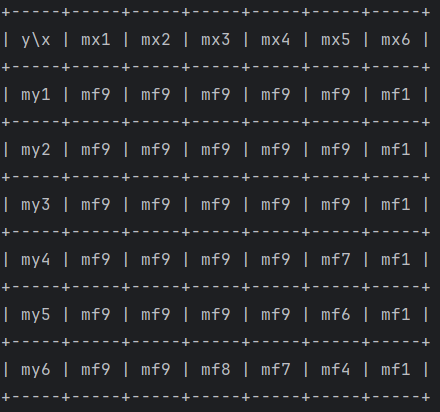 +-----+-----+-----+-----+-----+-----+-----+
| y\x | mx1 | mx2 | mx3 | mx4 | mx5 | mx6 |
+-----+-----+-----+-----+-----+-----+-----+
| my1 | mf9 | mf9 | mf9 | mf9 | mf9 | mf1 |
+-----+-----+-----+-----+-----+-----+-----+
| my2 | mf9 | mf9 | mf9 | mf9 | mf9 | mf1 |
+-----+-----+-----+-----+-----+-----+-----+
| my3 | mf9 | mf9 | mf9 | mf9 | mf9 | mf1 |
+-----+-----+-----+-----+-----+-----+-----+
| my4 | mf9 | mf9 | mf9 | mf9 | mf7 | mf1 |
+-----+-----+-----+-----+-----+-----+-----+
| my5 | mf9 | mf9 | mf9 | mf9 | mf6 | mf1 |
+-----+-----+-----+-----+-----+-----+-----+
| my6 | mf9 | mf9 | mf8 | mf7 | mf4 | mf1 |
+-----+-----+-----+-----+-----+-----+-----+